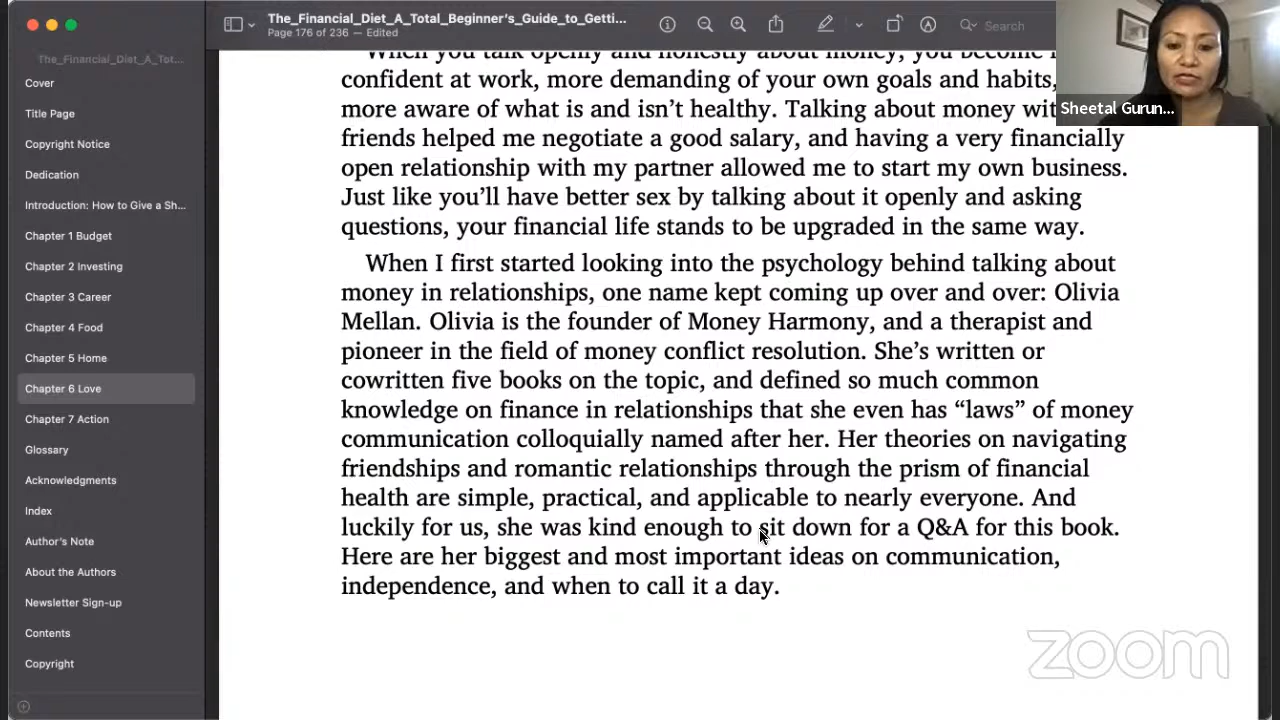 The_Financial_Diet_A_Total_Beginner's_Guide_to_Getti...
Page 176 of 236 — Edited
Search
The_Financial_Diet_A_Tot...
Cover
Title Page
Copyright Notice
Dedication
Introduction: How to Give a Sh...
Chapter 1 Budget
Chapter 2 Investing
Chapter 3 Career
Chapter 4 Food
Chapter 5 Home
Chapter 6 Love
Chapter 7 Action
Glossary
Acknowledgments
Index
Author's Note
About the Authors
Newsletter Sign-up
Contents
Copyright
When you talk openly and honestly about money, you become
confident at work, more demanding of your own goals and habits,
more aware of what is and isn't healthy. Talking about money wit
friends helped me negotiate a good salary, and having a very financially
open relationship with my partner allowed me to start my own business.
Just like you'll have better sex by talking about it openly and asking
questions, your financial life stands to be upgraded in the same way.
When I first started looking into the psychology behind talking about
money in relationships, one name kept coming up over and over: Olivia
Mellan. Olivia is the founder of Money Harmony, and a therapist and
pioneer in the field of money conflict resolution. She's written or
cowritten five books on the topic, and defined so much common
knowledge on finance in relationships that she even has “laws” of money
communication colloquially named after her. Her theories on navigating
friendships and romantic relationships through the prism of financial
health are simple, practical, and applicable to nearly everyone. And
luckily for us, she was kind enough to sit down for a Q&A for this book.
Here are her biggest and most important ideas on communication,
independence, and when to call it a day.
Sheetal Gurun...
zoom